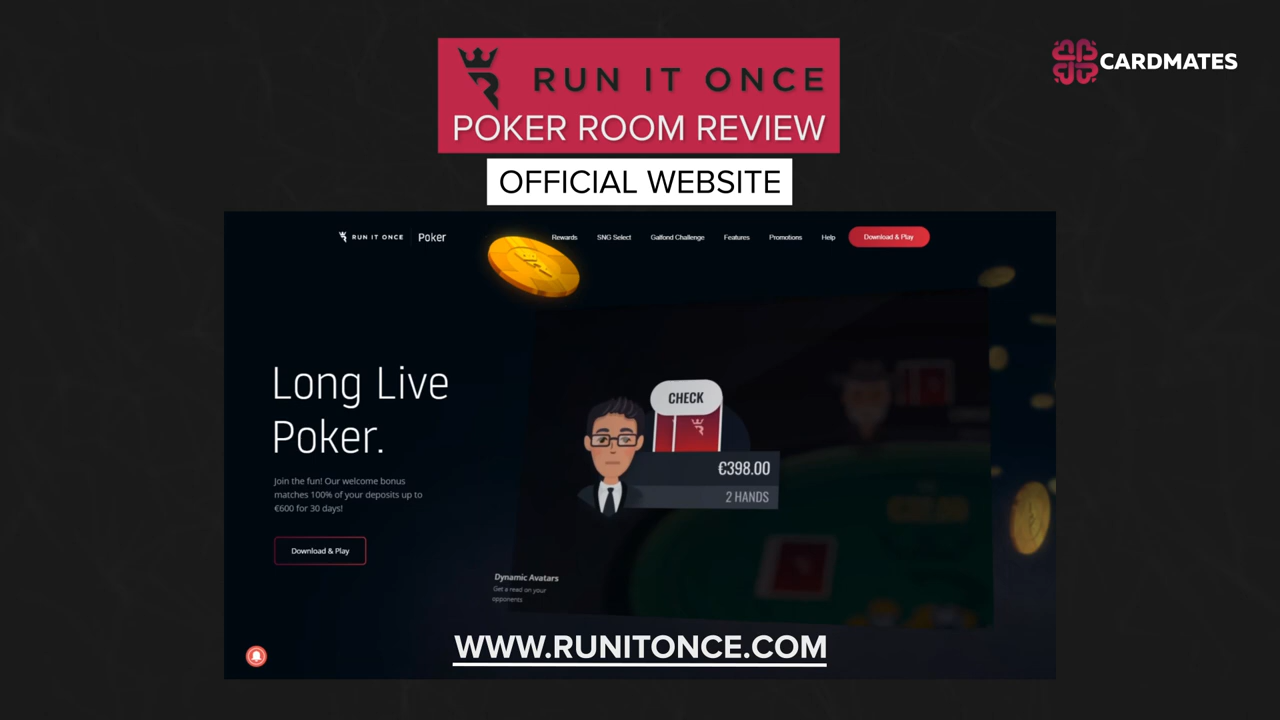 RUN IT ONCE
POKER ROOM REVIEW
CARDMATES
OFFICIAL WEBSITE
RUN IT ONCE Poker
Rewards SNG Select Galfond Challenge Features Promotions Help Download & Play
Long Live
Poker.
Join the fun! Our welcome bonus
matches 100% of your deposits up to
€600 for 30 days!
Download & Play
CHECK
€398.00
2 HANDS
Dynamic Avatars
Get a read on your
opponents
WWW.RUNITONCE.COM